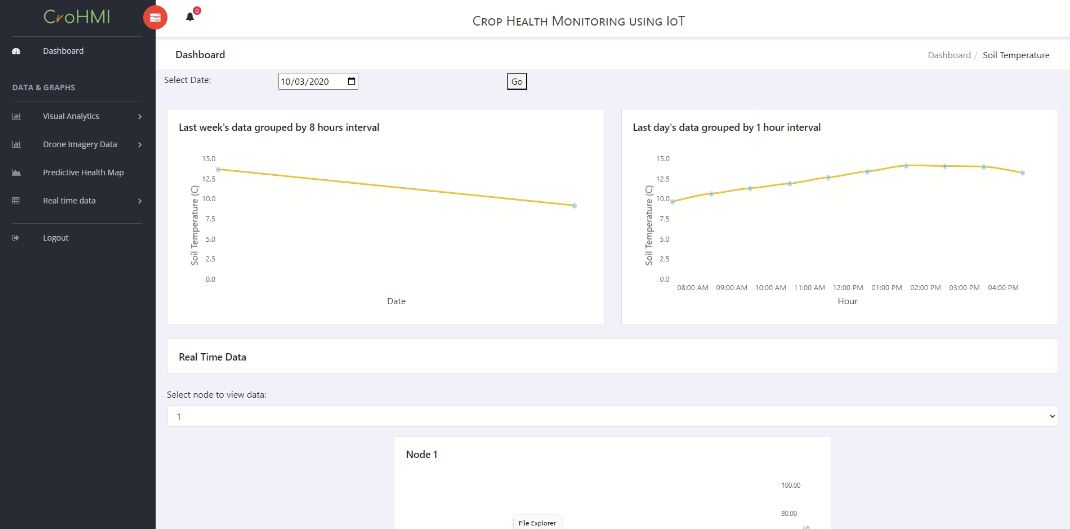 CroHMI
0
Crop Health Monitoring using IoT
Dashboard
DATA & GRAPHS
Visual Analytics
Drone Imagery Data
Predictive Health Map
Real time data
Logout
Dashboard
Dashboard / Soil Temperature
Select Date:
10/03/2020
Go
Last week's data grouped by 8 hours interval
Soil Temperature (C)
15.0
12.5
10.0
7.5
5.0
2.5
0.0
Date
Last day's data grouped by 1 hour interval
Soil Temperature (C)
15.0
12.5
10.0
7.5
5.0
2.5
0.0
08:00 AM 09:00 AM 10:00 AM 11:00 AM 12:00 PM 01:00 PM 02:00 PM 03:00 PM 04:00 PM
Hour
Real Time Data
Select node to view data:
1
Node 1
100.00
80.00
File Explorer